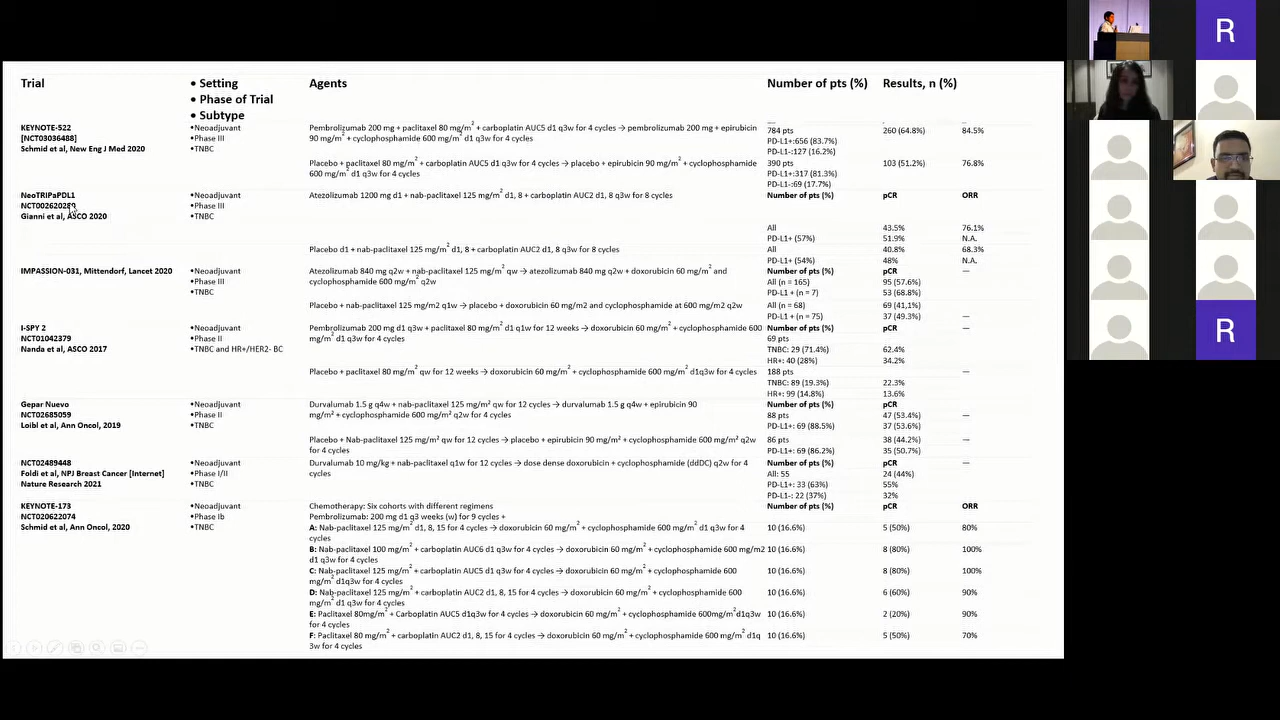 Trial
• Setting
• Phase of Trial
• Subtype
Agents
Number of pts (%)
Results, n (%)
KEYNOTE-522
[NCT03036488]
Schmid et al, New Eng J Med 2020
•Neoadjuvant
•Phase III
•TNBC
Pembrolizumab 200 mg + paclitaxel 80 mg/m² + carboplatin AUC5 d1 q3w for 4 cycles → pembrolizumab 200 mg + epirubicin
90 mg/m² + cyclophosphamide 600 mg/m² d1 q3w for 4 cycles
784 pts
PD-L1+:656 (83.7%)
PD-L1-:127 (16.2%)
260 (64.8%)
84.5%
Placebo + paclitaxel 80 mg/m² + carboplatin AUC5 d1 q3w for 4 cycles → placebo + epirubicin 90 mg/m² + cyclophosphamide
600 mg/m² d1 q3w for 4 cycles
390 pts
PD-L1+:317 (81.3%)
PD-L1-:69 (17.7%)
103 (51.2%)
76.8%
NeoTRIPaPDL1
Gianni et al, ASCO 2020
•Neoadjuvant
•Phase III
•TNBC
Atezolizumab 1200 mg d1 + nab-paclitaxel 125 mg/m² d1, 8 + carboplatin AUC2 d1, 8 q3w for 8 cycles
Number of pts (%)
pCR
ORR
All
43.5%
76.1%
PD-L1+ (57%)
51.9%
N.A.
Placebo d1 + nab-paclitaxel 125 mg/m² d1, 8 + carboplatin AUC2 d1, 8 q3w for 8 cycles
All
40.8%
68.3%
PD-L1+ (54%)
48%
N.A.
IMPASSION-031, Mittendorf, Lancet 2020
•Neoadjuvant
•Phase III
•TNBC
Atezolizumab 840 mg q2w + nab-paclitaxel 125 mg/m² qw → atezolizumab 840 mg q2w + doxorubicin 60 mg/m² and
cyclophosphamide 600 mg/m² q2w
Number of pts (%)
pCR
—
All (n = 165)
95 (57.6%)
PD-L1 + (n = 7)
53 (68.8%)
Placebo + nab-paclitaxel 125 mg/m2 q1w → placebo + doxorubicin 60 mg/m2 and cyclophosphamide at 600 mg/m2 q2w
All (n = 68)
69 (41,1%)
PD-L1 + (n = 75)
37 (49.3%)
—
I-SPY 2
NCT01042379
Nanda et al, ASCO 2017
•Neoadjuvant
•Phase II
•TNBC and HR+/HER2- BC
Pembrolizumab 200 mg d1 q3w + paclitaxel 80 mg/m² d1 q1w for 12 weeks → doxorubicin 60 mg/m² + cyclophosphamide 600
mg/m² d1 q3w for 4 cycles
Number of pts (%)
pCR
—
69 pts
TNBC: 29 (71.4%)
62.4%
HR+: 40 (28%)
34.2%
Placebo + paclitaxel 80 mg/m² qw for 12 weeks → doxorubicin 60 mg/m² + cyclophosphamide 600 mg/m² d1q3w for 4 cycles
188 pts
—
TNBC: 89 (19.3%)
22.3%
HR+: 99 (14.8%)
13.6%
Gepar Nuevo
NCT02685059
Loibl et al, Ann Oncol, 2019
•Neoadjuvant
•Phase II
•TNBC
Durvalumab 1.5 g q4w + nab-paclitaxel 125 mg/m² qw for 12 cycles → durvalumab 1.5 g q4w + epirubicin 90
mg/m² + cyclophosphamide 600 mg/m² q2w for 4 cycles
Number of pts (%)
pCR
88 pts
47 (53.4%)
—
PD-L1+: 69 (88.5%)
37 (53.6%)
Placebo + Nab-paclitaxel 125 mg/m² qw for 12 cycles → placebo + epirubicin 90 mg/m² + cyclophosphamide 600 mg/m² q2w
for 4 cycles
86 pts
38 (44.2%)
—
PD-L1+: 69 (86.2%)
35 (50.7%)
NCT02489448
Foldi et al, NPJ Breast Cancer [Internet]
Nature Research 2021
•Neoadjuvant
•Phase I/II
•TNBC
Durvalumab 10 mg/kg + nab-paclitaxel q1w for 12 cycles → dose dense doxorubicin + cyclophosphamide (ddDC) q2w for 4
cycles
Number of pts (%)
pCR
—
All: 55
24 (44%)
PD-L1+: 33 (63%)
55%
PD-L1-: 22 (37%)
32%
KEYNOTE-173
NCT020622074
Schmid et al, Ann Oncol, 2020
•Neoadjuvant
•Phase Ib
•TNBC
Chemotherapy: Six cohorts with different regimens
Pembrolizumab: 200 mg d1 q3 weeks (w) for 9 cycles +
Number of pts (%)
pCR
ORR
A: Nab-paclitaxel 125 mg/m² d1, 8, 15 for 4 cycles → doxorubicin 60 mg/m² + cyclophosphamide 600 mg/m² d1 q3w for 4
cycles
10 (16.6%)
5 (50%)
80%
B: Nab-paclitaxel 100 mg/m² + carboplatin AUC6 d1 q3w for 4 cycles → doxorubicin 60 mg/m² + cyclophosphamide 600 mg/m2
d1 q3w for 4 cycles
10 (16.6%)
8 (80%)
100%
C: Nab-paclitaxel 125 mg/m² + carboplatin AUC5 d1 q3w for 4 cycles → doxorubicin 60 mg/m² + cyclophosphamide 600
mg/m² d1q3w for 4 cycles
10 (16.6%)
8 (80%)
100%
D: Nab-paclitaxel 125 mg/m² + carboplatin AUC2 d1, 8, 15 for 4 cycles → doxorubicin 60 mg/m² + cyclophosphamide 600
mg/m² d1 q3w for 4 cycles
10 (16.6%)
6 (60%)
90%
E: Paclitaxel 80mg/m² + Carboplatin AUC5 d1q3w for 4 cycles → doxorubicin 60 mg/m² + cyclophosphamide 600mg/m²d1q3w
for 4 cycles
10 (16.6%)
2 (20%)
90%
F: Paclitaxel 80 mg/m² + carboplatin AUC2 d1, 8, 15 for 4 cycles → doxorubicin 60 mg/m² + cyclophosphamide 600 mg/m² d1q
3w for 4 cycles
10 (16.6%)
5 (50%)
70%
R
R